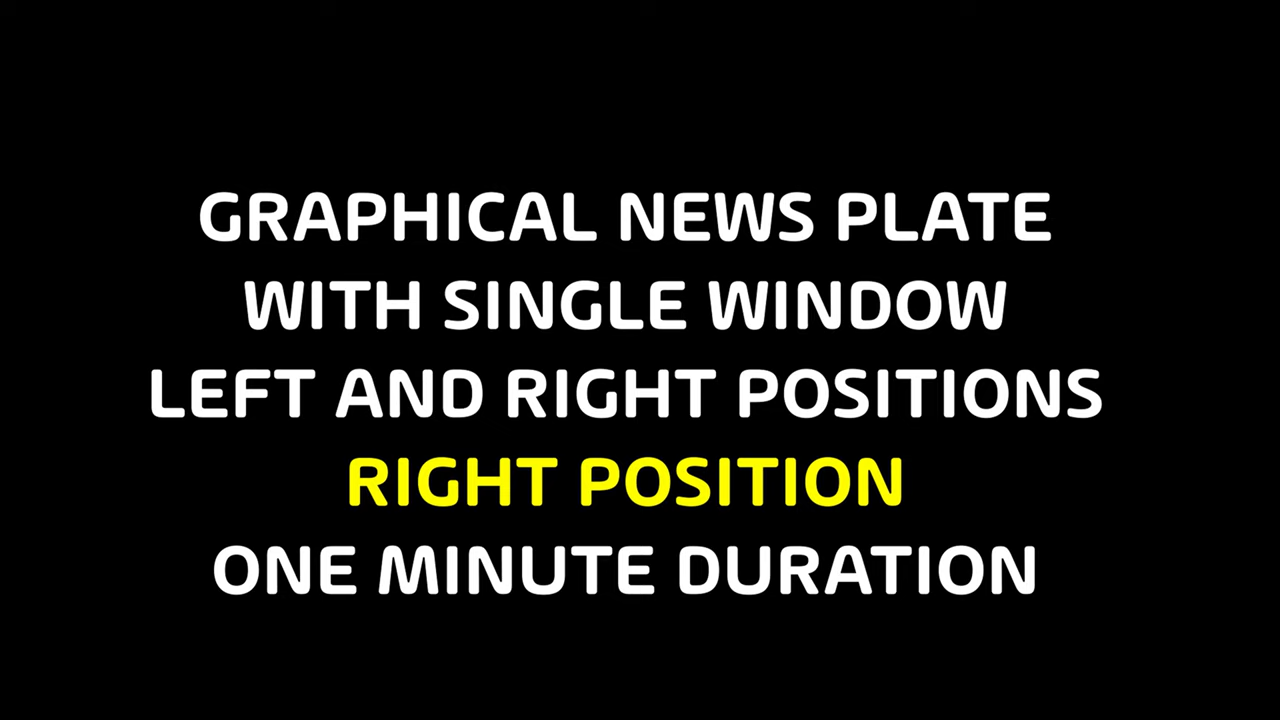 GRAPHICAL NEWS PLATE
WITH SINGLE WINDOW
LEFT AND RIGHT POSITIONS
RIGHT POSITION
ONE MINUTE DURATION